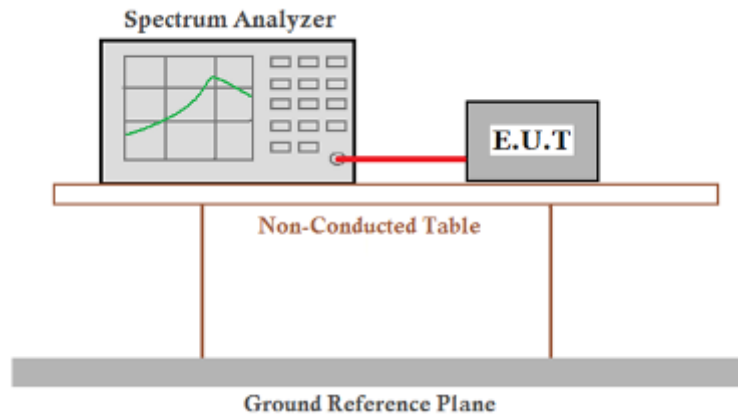 Spectrum Analyzer
E.U.T
Non-Conducted Table
Ground Reference Plane